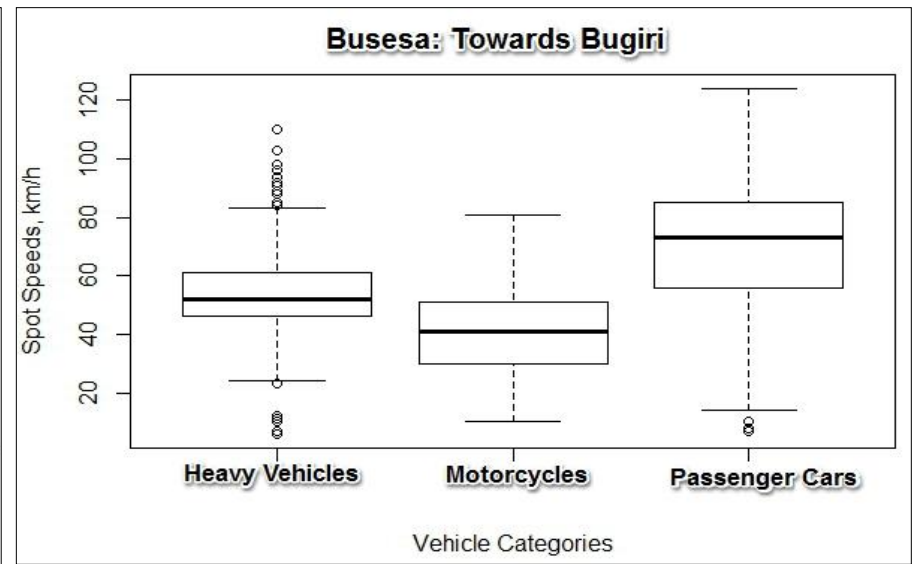 Busesa: Towards Bugiri
Spot Speeds, km/h
120
100
80
60
40
20
Heavy Vehicles
Motorcycles
Passenger Cars
Vehicle Categories